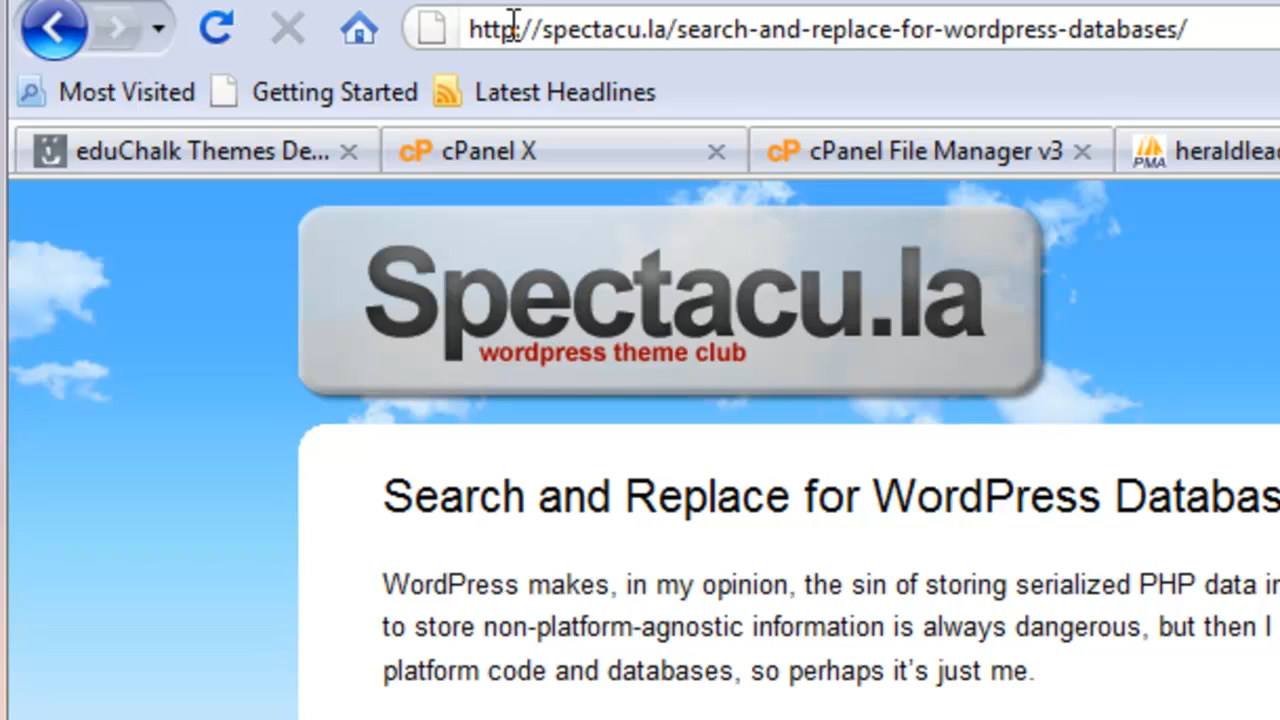 http://spectacu.la/search-and-replace-for-wordpress-databases/
Most Visited Getting Started Latest Headlines
eduChalk Themes De... cP cPanel X cP cPanel File Manager v3 PMA heraldlead
Spectacu.la
wordpress theme club
Search and Replace for WordPress Databas
WordPress makes, in my opinion, the sin of storing serialized PHP data in
to store non-platform-agnostic information is always dangerous, but then I
platform code and databases, so perhaps it's just me.